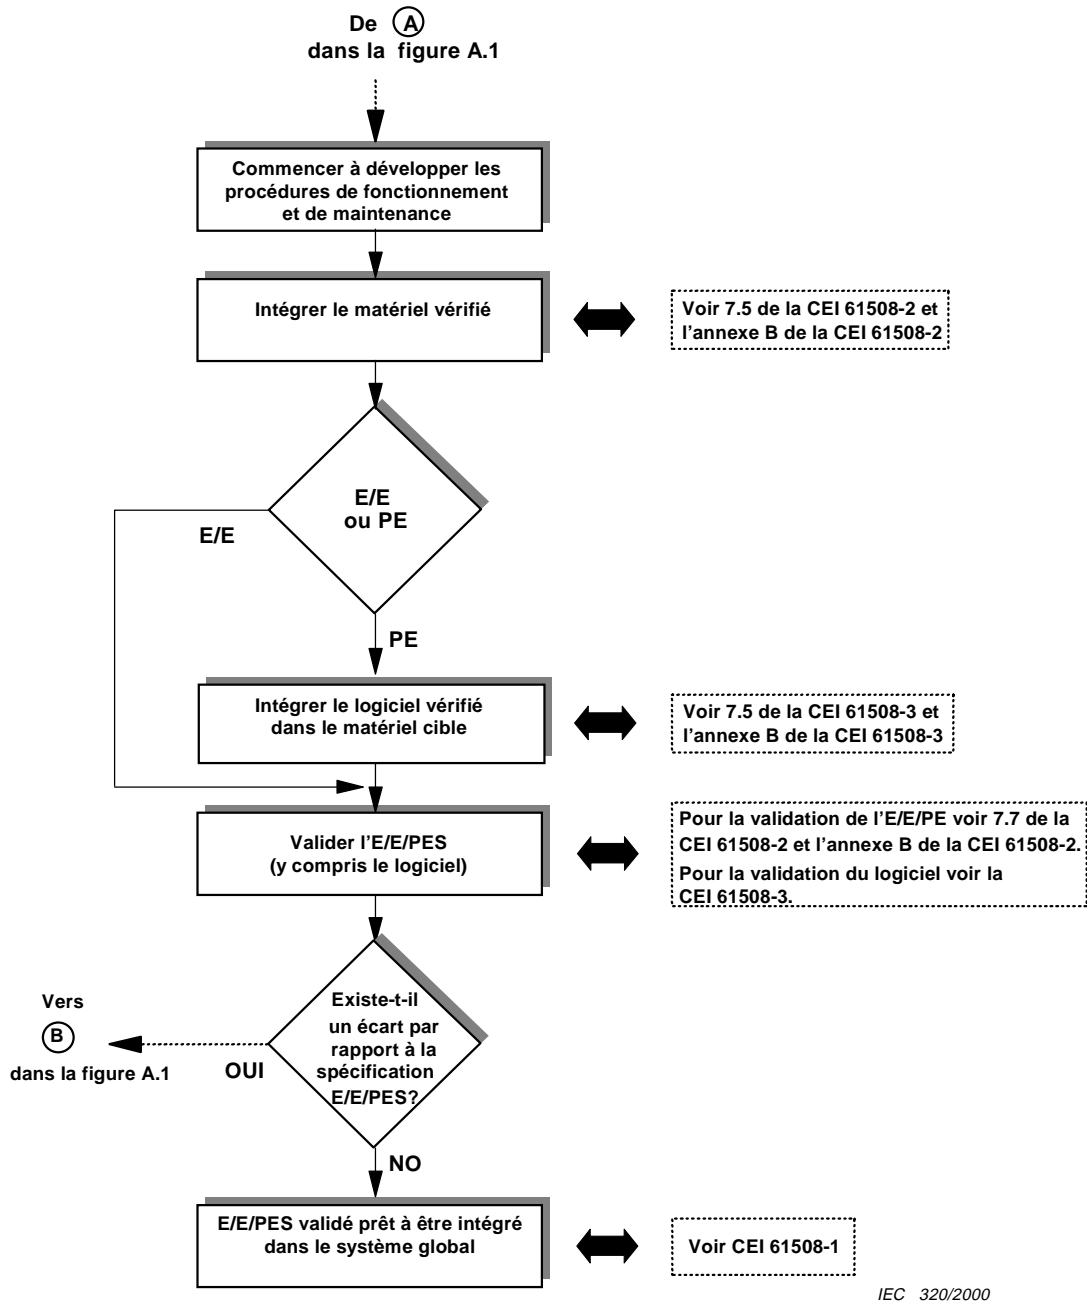 De A
dans la figure A.1
Commencer à développer les
procédures de fonctionnement
et de maintenance
Intégrer le matériel vérifié
Voir 7.5 de la CEI 61508-2 et
l'annexe B de la CEI 61508-2
E/E
ou PE
E/E
PE
Intégrer le logiciel vérifié
dans le matériel cible
Voir 7.5 de la CEI 61508-3 et
l'annexe B de la CEI 61508-3
Valider l'E/E/PES
(y compris le logiciel)
Pour la validation de l'E/E/PE voir 7.7 de la
CEI 61508-2 et l'annexe B de la CEI 61508-2.
Pour la validation du logiciel voir la
CEI 61508-3.
Existe-t-il
un écart par
rapport à la
spécification
E/E/PES?
Vers
B
dans la figure A.1
OUI
NO
E/E/PES validé prêt à être intégré
dans le système global
Voir CEI 61508-1
IEC 320/2000